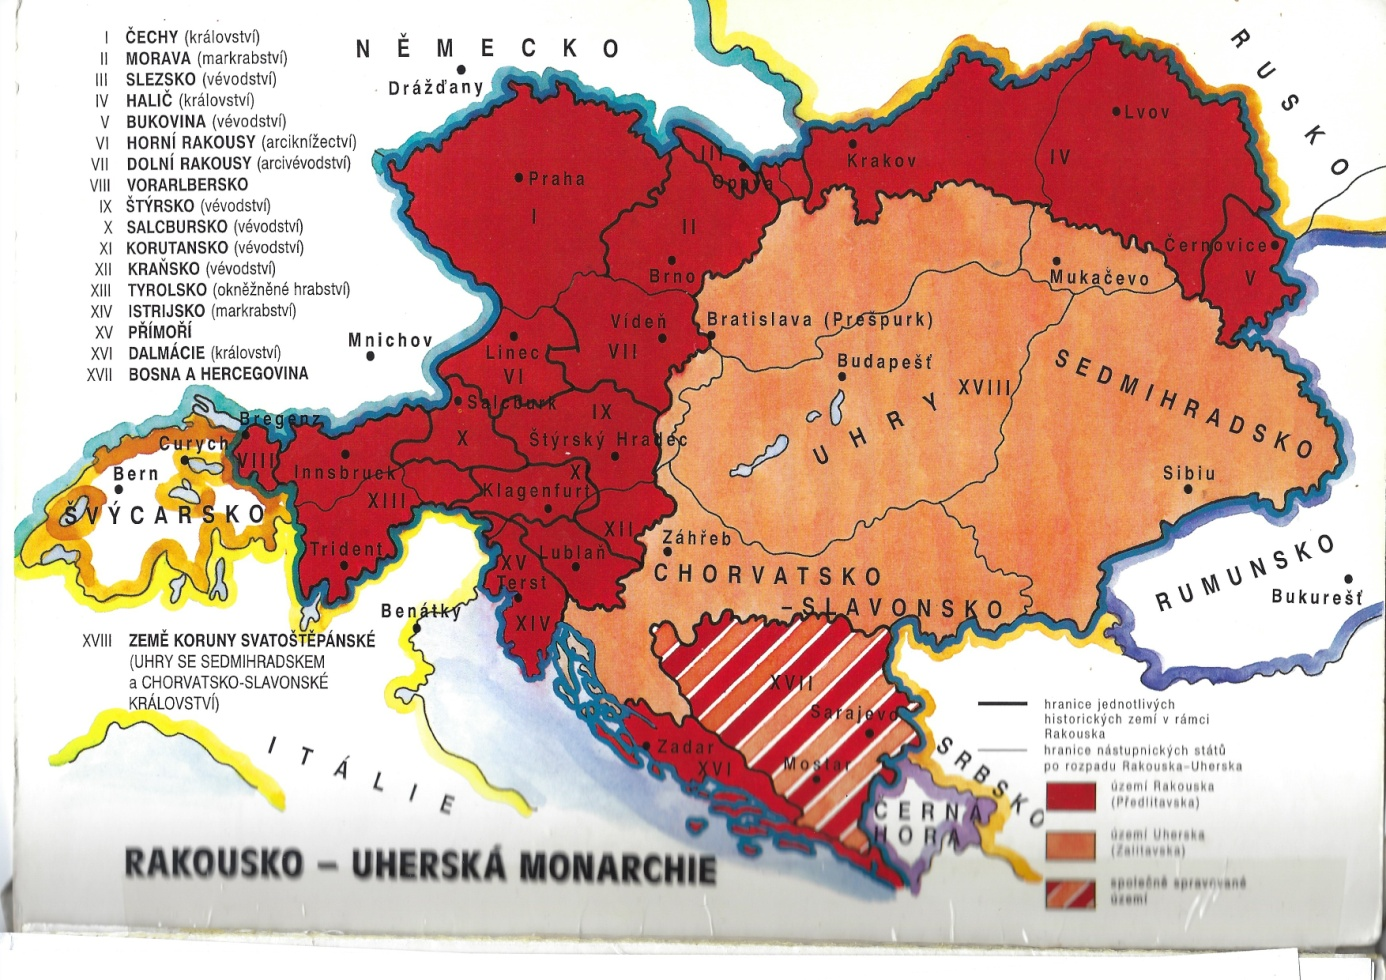 I ČECHY (království)
II MORAVA (markrabství)
III SLEZSKO (vévodství)
IV HALIČ (království)
V BUKOVINA (vévodství)
VI HORNÍ RAKOUSY (arciknížectví)
VII DOLNÍ RAKOUSY (arcivévodství)
VIII VORARLBERSKO
IX ŠTÝRSKO (vévodství)
X SALCBURSKO (vévodství)
XI KORUTANSKO (vévodství)
XII KRAŇSKO (vévodství)
XIII TYROLSKO (okněžněné hrabství)
XIV ISTRIJSKO (markrabství)
XV PŘÍMOŘÍ
XVI DALMÁCIE (království)
XVII BOSNA A HERCEGOVINA
NĚMECKO
Drážďany
RUSKO
Lvov
Krakov
IV
III
Opava
Praha
I
II
Brno
Černovice
V
Mukačevo
Mnichov
Vídeň
VII
Linec
VI
Bratislava (Prešpurk)
Budapešť
XVIII
UHRY
SEDMIHRADSKO
Sibiu
Salcburk
IX
X
Štýrský Hradec
Bregenz
VIII
Curych
Bern
ŠVÝCARSKO
Innsbruck
XIII
X
Klagenfurt
XII
Trident
XV
Lublaň
Terst
XIV
Záhřeb
CHORVATSKO
–SLAVONSKO
RUMUNSKO
Bukurešť
Benátky
XVIII ZEMĚ KORUNY SVATOŠTĚPÁNSKÉ
(UHRY SE SEDMIHRADSKEM
a CHORVATSKO-SLAVONSKÉ
KRÁLOVSTVÍ)
ITÁLIE
XVII
Sarajevo
Mostar
Zadar
XVI
SRBSKO
ČERNÁ
HORA
hranice jednotlivých
historických zemí v rámci
Rakouska
hranice nástupnických států
po rozpadu Rakouska–Uherska
území Rakouska
(Předlitavska)
území Uherska
(Zalitavska)
společně spravované
území
RAKOUSKO – UHERSKÁ MONARCHIE